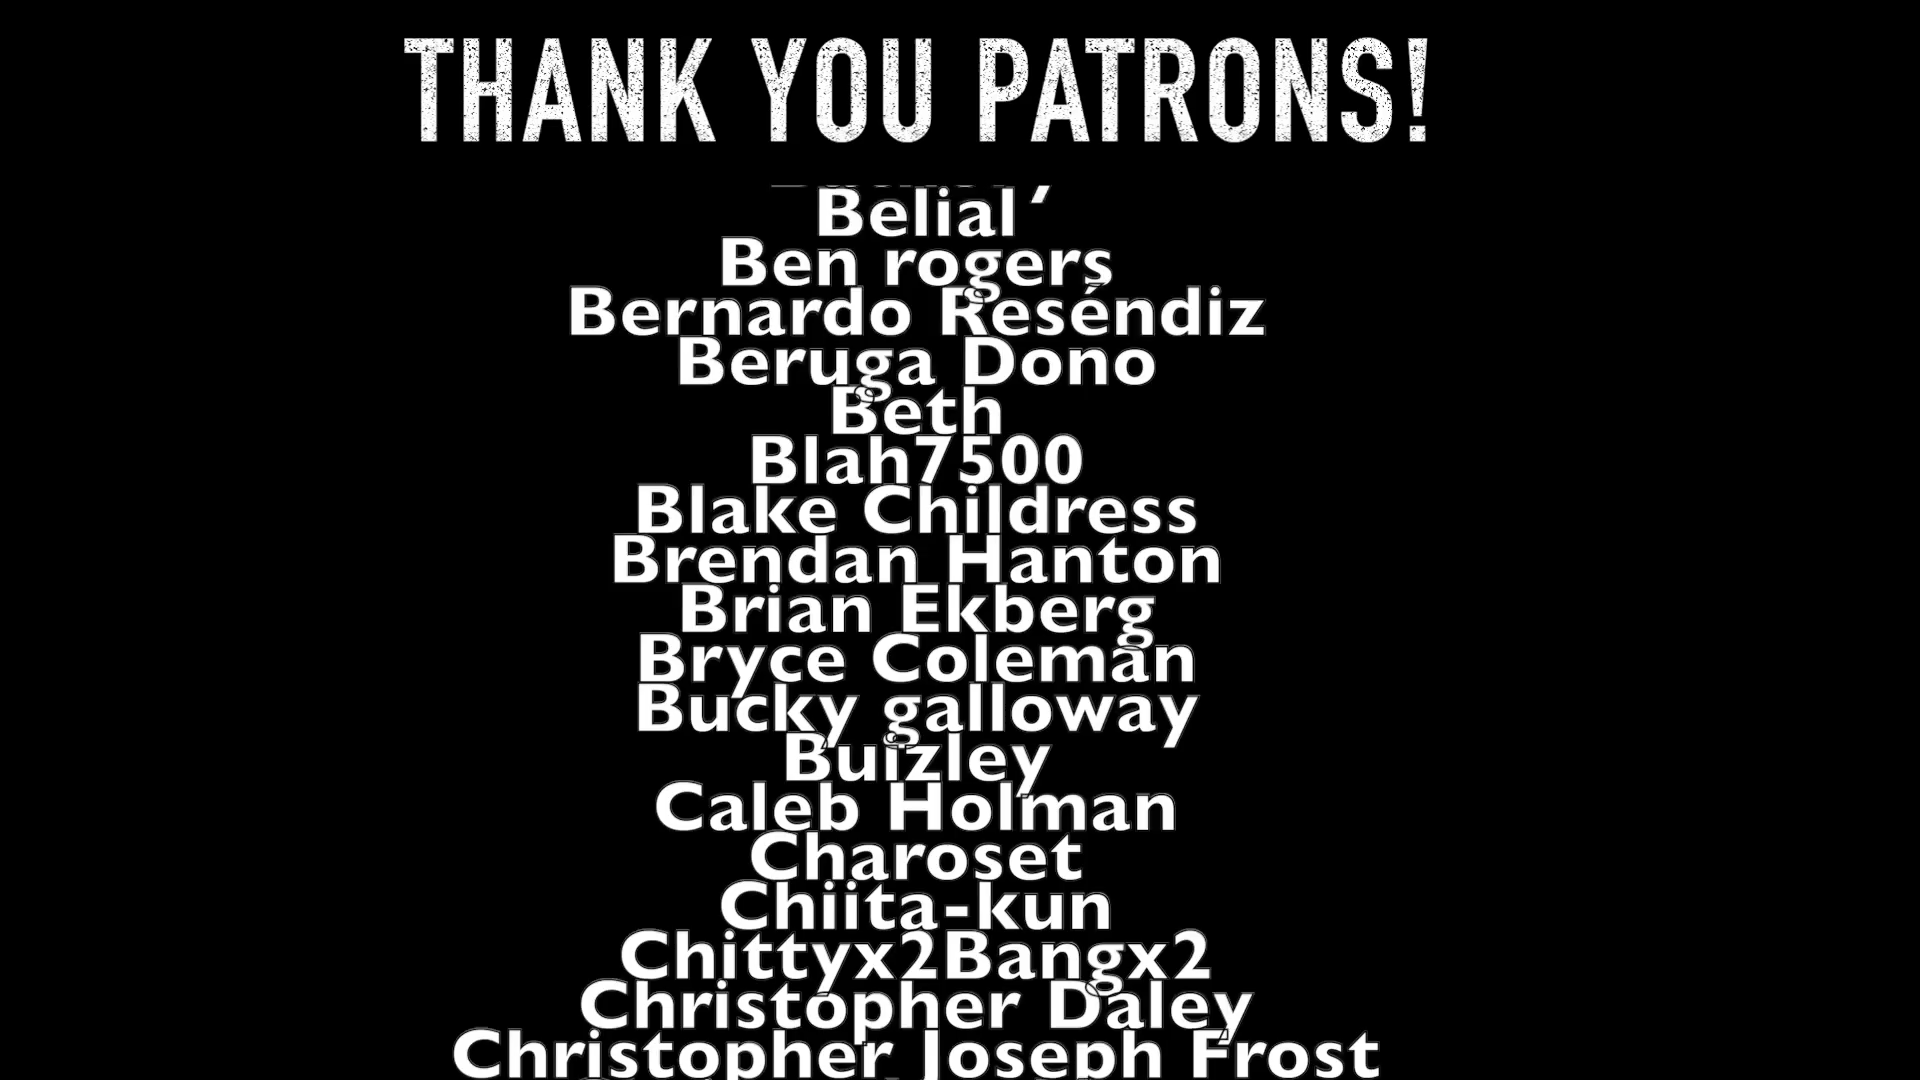 THANK YOU PATRONS!
Belial
Ben rogers
Bernardo Reséndiz
Beruga Dono
Beth
Blah7500
Blake Childress
Brendan Hanton
Brian Ekberg
Bryce Coleman
Bucky galloway
Buizley
Caleb Holman
Charoset
Chiita-kun
Chittyx2Bangx2
Christopher Daley
Christopher Joseph Frost